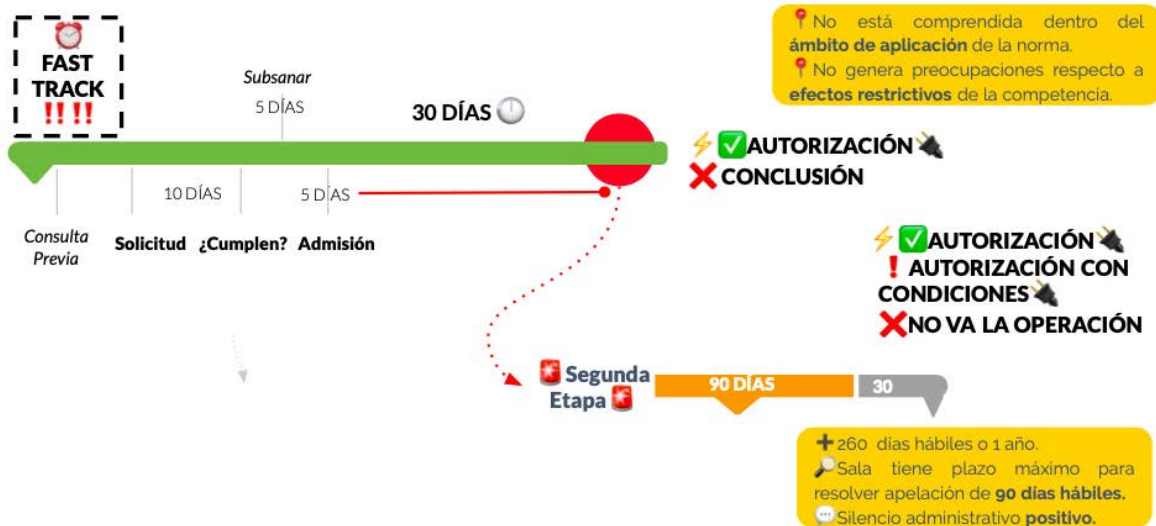 FAST
TRACK
‼️‼️
Subsanar
5 DÍAS
30 DÍAS
📍No está comprendida dentro del
ámbito de aplicación de la norma.
📍No genera preocupaciones respecto a
efectos restrictivos de la competencia.
⚡✅AUTORIZACIÓN🔌
❌CONCLUSIÓN
10 DÍAS
5 DÍAS
Consulta
Previa
Solicitud
¿Cumplen?
Admisión
⚡✅AUTORIZACIÓN🔌
❗AUTORIZACIÓN CON
CONDICIONES🔌
❌NO VA LA OPERACIÓN
🚨Segunda
Etapa🚨
90 DÍAS
30
➕260 días hábiles o 1 año.
🔎Sala tiene plazo máximo para
resolver apelación de 90 días hábiles.
💬Silencio administrativo positivo.